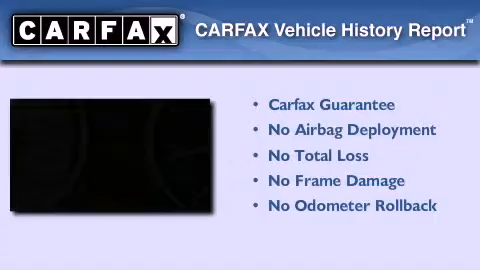 CARFAX® CARFAX Vehicle History Report™
• Carfax Guarantee
• No Airbag Deployment
• No Total Loss
• No Frame Damage
• No Odometer Rollback